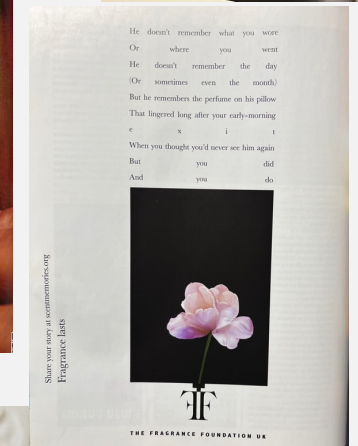 He doesn't remember what you wore
Or where you went
He doesn't remember the day
(Or sometimes even the month)
But he remembers the perfume on his pillow
That lingered long after your early-morning
e x i t
When you thought you'd never see him again
But you did
And you do
Share your story at scentmemories.org
Fragrance lasts
THE FRAGRANCE FOUNDATION UK